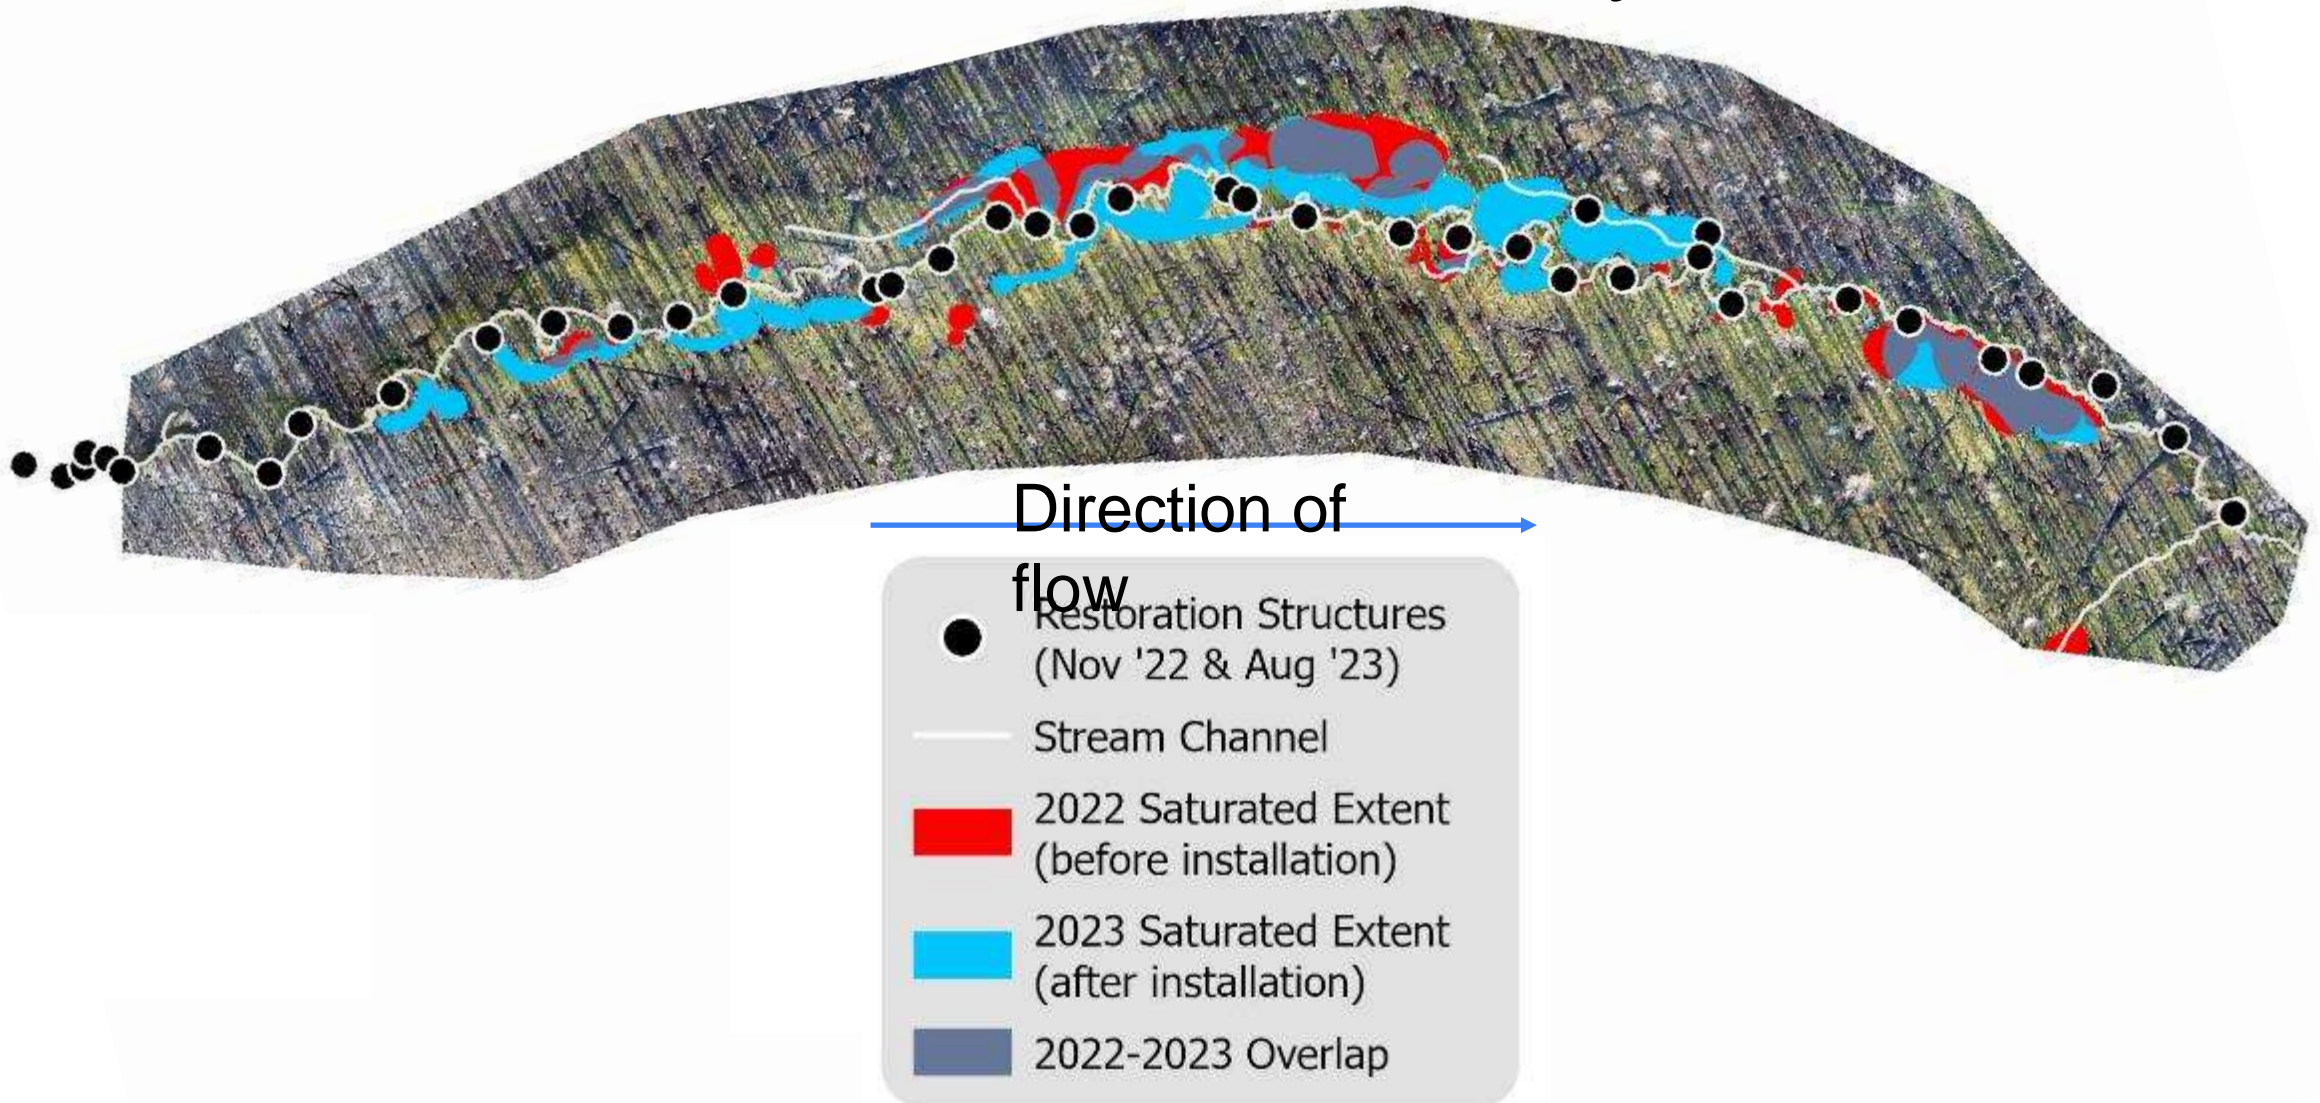 Direction of
flow
Restoration Structures
(Nov '22 & Aug '23)
Stream Channel
2022 Saturated Extent
(before installation)
2023 Saturated Extent
(after installation)
2022-2023 Overlap